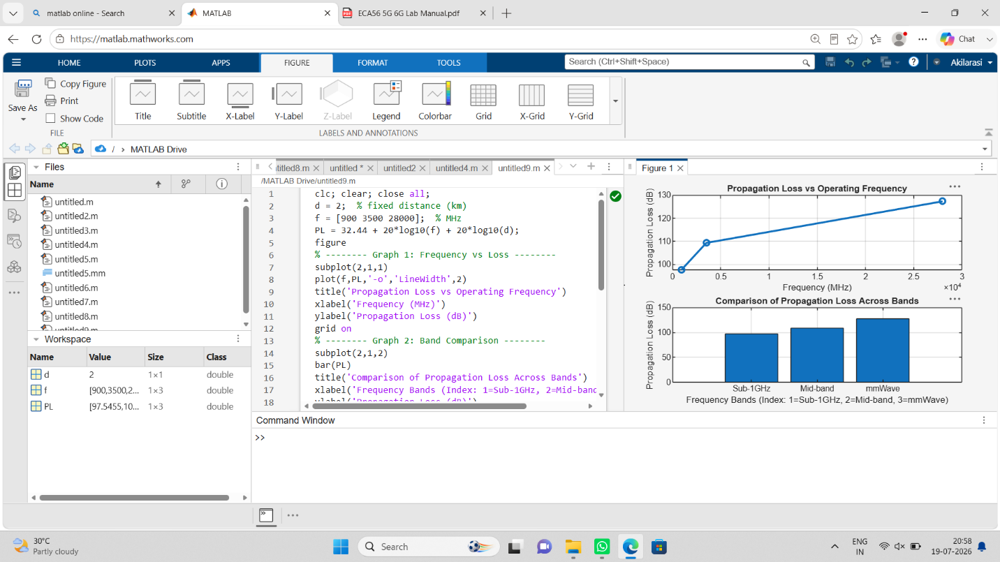 matlab online - Search
MATLAB
ECA56 5G 6G Lab Manual.pdf
https://matlab.mathworks.com
Chat
HOME
PLOTS
APPS
FIGURE
FORMAT
TOOLS
Search (Ctrl+Shift+Space)
Akilarasi
Save As
Copy Figure
Print
Show Code
FILE
Title
Subtitle
X-Label
Y-Label
Z-Label
Legend
Colorbar
Grid
X-Grid
Y-Grid
LABELS AND ANNOTATIONS
/ › MATLAB Drive
Files
Name
untitled.m
untitled2.m
untitled3.m
untitled4.m
untitled5.m
untitled5.mm
untitled6.m
untitled7.m
untitled8.m
untitled9.m
Workspace
Name Value Size Class
d 2 1×1 double
f [900,3500,2... 1×3 double
PL [97.5455,10... 1×3 double
ntitled8.m
untitled *
untitled2
untitled4.m
untitled9.m
/MATLAB Drive/untitled9.m
1 clc; clear; close all;
2 d = 2; % fixed distance (km)
3 f = [900 3500 28000]; % MHz
4 PL = 32.44 + 20*log10(f) + 20*log10(d);
5 figure
6 % -------- Graph 1: Frequency vs Loss --------
7 subplot(2,1,1)
8 plot(f,PL,'-o','LineWidth',2)
9 title('Propagation Loss vs Operating Frequency')
10 xlabel('Frequency (MHz)')
11 ylabel('Propagation Loss (dB)')
12 grid on
13 % -------- Graph 2: Band Comparison --------
14 subplot(2,1,2)
15 bar(PL)
16 title('Comparison of Propagation Loss Across Bands')
17 xlabel('Frequency Bands (Index: 1=Sub-1GHz, 2=Mid-band
18 ylabel('Propagation Loss (dB)')
Figure 1
Propagation Loss vs Operating Frequency
Propagation Loss (dB)
130
120
110
100
0 0.5 1 1.5 2 2.5 3
Frequency (MHz)
×10⁴
Comparison of Propagation Loss Across Bands
Propagation Loss (dB)
150
100
50
0
Sub-1GHz Mid-band mmWave
Frequency Bands (Index: 1=Sub-1GHz, 2=Mid-band, 3=mmWave)
Command Window
>>
30°C
Partly cloudy
Search
ENG
IN
20:58
19-07-2026